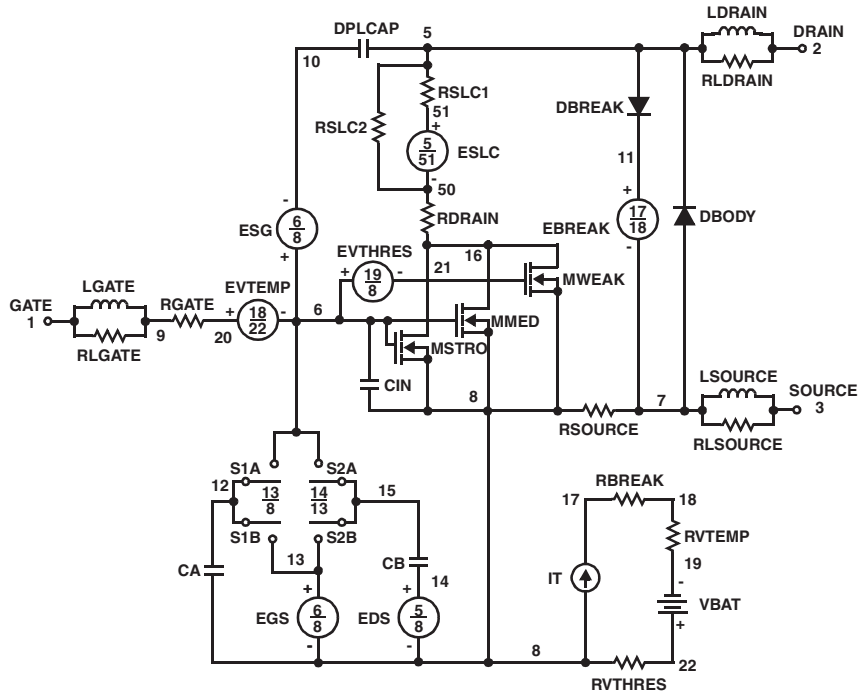 LDRAIN
DPLCAP 5 DRAIN
10 2
RLDRAIN
RSLC1
51 DBREAK
RSLC2 +
5
51 ESLC
11
-
50
- +
6
8 ESG
RDRAIN
17
18 EBREAK
DBODY
+ -
EVTHRES 16
LGATE + 19
8 - 21 MWEAK
GATE RGATE EVTEMP
1 + 18
22 - 6
9 20 MMED
RLGATE MSTRO
CIN LSOURCE
8 7 SOURCE
3
RSOURCE
RLSOURCE
S1A S2A
12 13
8 14
13 15
S1B S2B
RBREAK
17 18
13
CA CB RVTEMP
14 19
+ + IT -
EGS 6
8 EDS 5
8 VBAT
- - +
8 22
RVTHRES